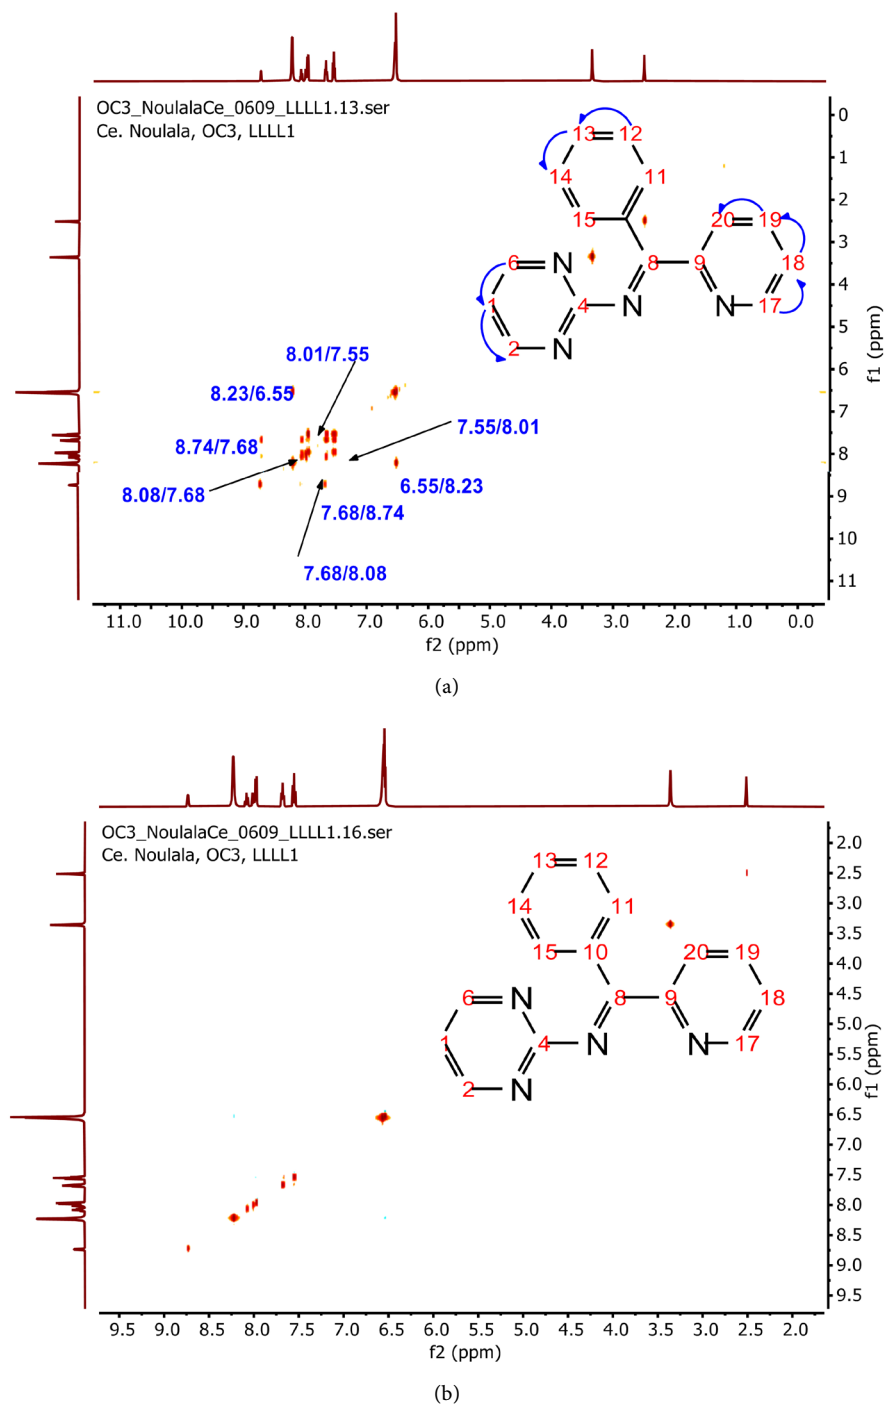 OC3_NoulalaCe_0609_LLLL1.13.ser
Ce. Noulala, OC3, LLLL1
0
1
2
3
4
5
6
7
8
9
10
11
f1 (ppm)
13 12
14 11
15
20 19
6 N 8 9 18
1 4 N N 17
2 N
8.01/7.55
8.23/6.55
7.55/8.01
8.74/7.68
8.08/7.68
6.55/8.23
7.68/8.74
7.68/8.08
11.0 10.0 9.0 8.0 7.0 6.0 5.0 4.0 3.0 2.0 1.0 0.0
f2 (ppm)
(a)
OC3_NoulalaCe_0609_LLLL1.16.ser
Ce. Noulala, OC3, LLLL1
2.0
2.5
3.0
3.5
4.0
4.5
5.0
5.5
6.0
6.5
7.0
7.5
8.0
8.5
9.0
9.5
f1 (ppm)
13 12
14 11
15 10 20 19
6 N 8 9 18
1 4 N N 17
2 N
9.5 9.0 8.5 8.0 7.5 7.0 6.5 6.0 5.5 5.0 4.5 4.0 3.5 3.0 2.5 2.0
f2 (ppm)
(b)